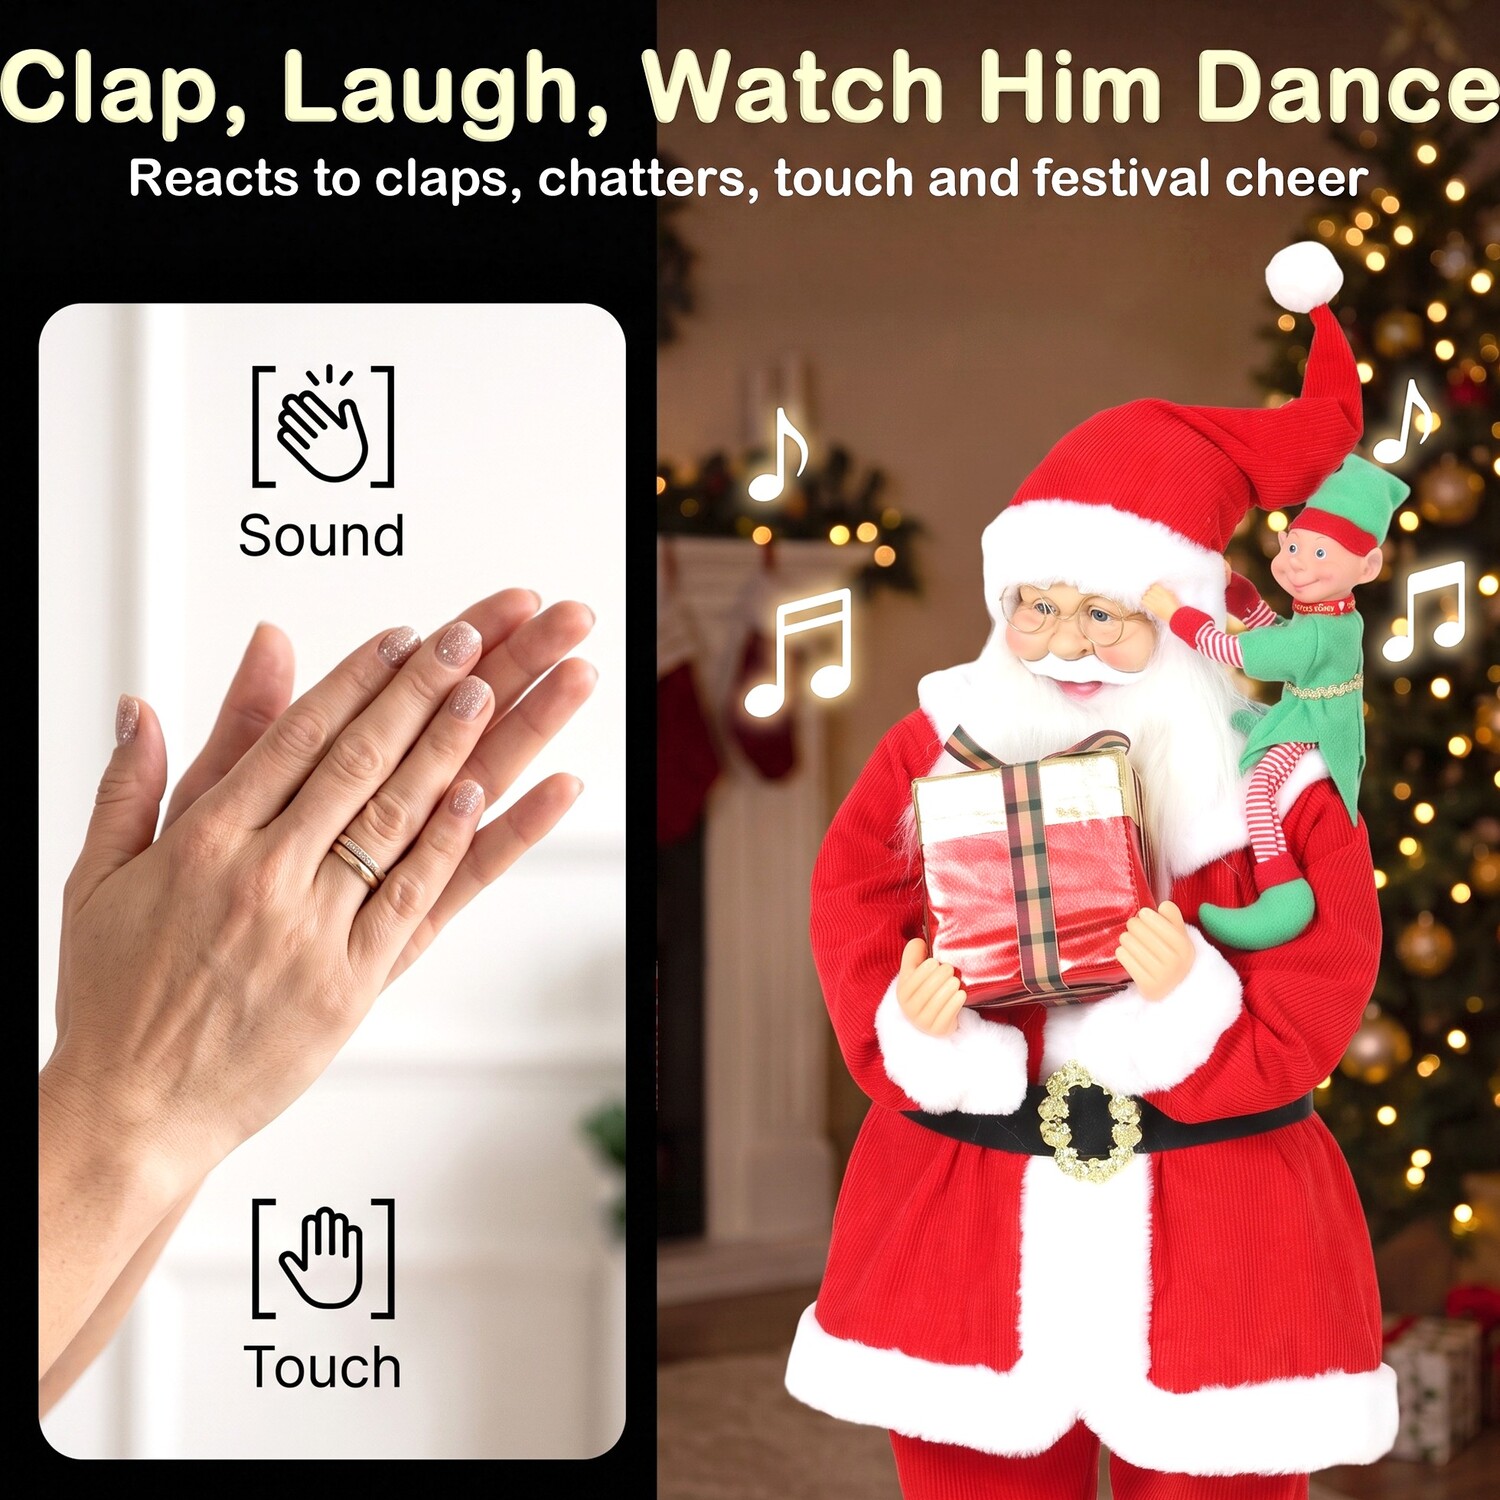 Clap, Laugh, Watch Him Dance
Reacts to claps, chatters, touch and festival cheer
Sound
Touch